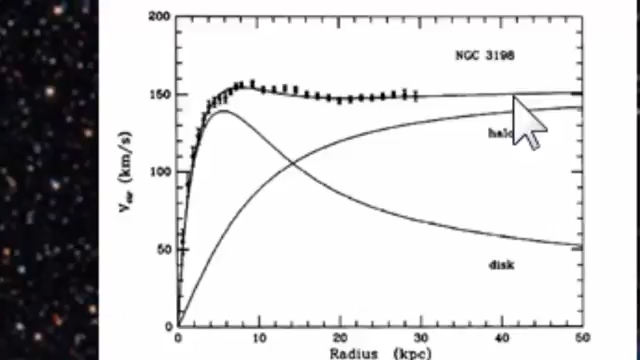 200
NGC 3198
150
halo
100
V_cir (km/s)
50
disk
0
0 10 20 30 40 50
Radius (kpc)